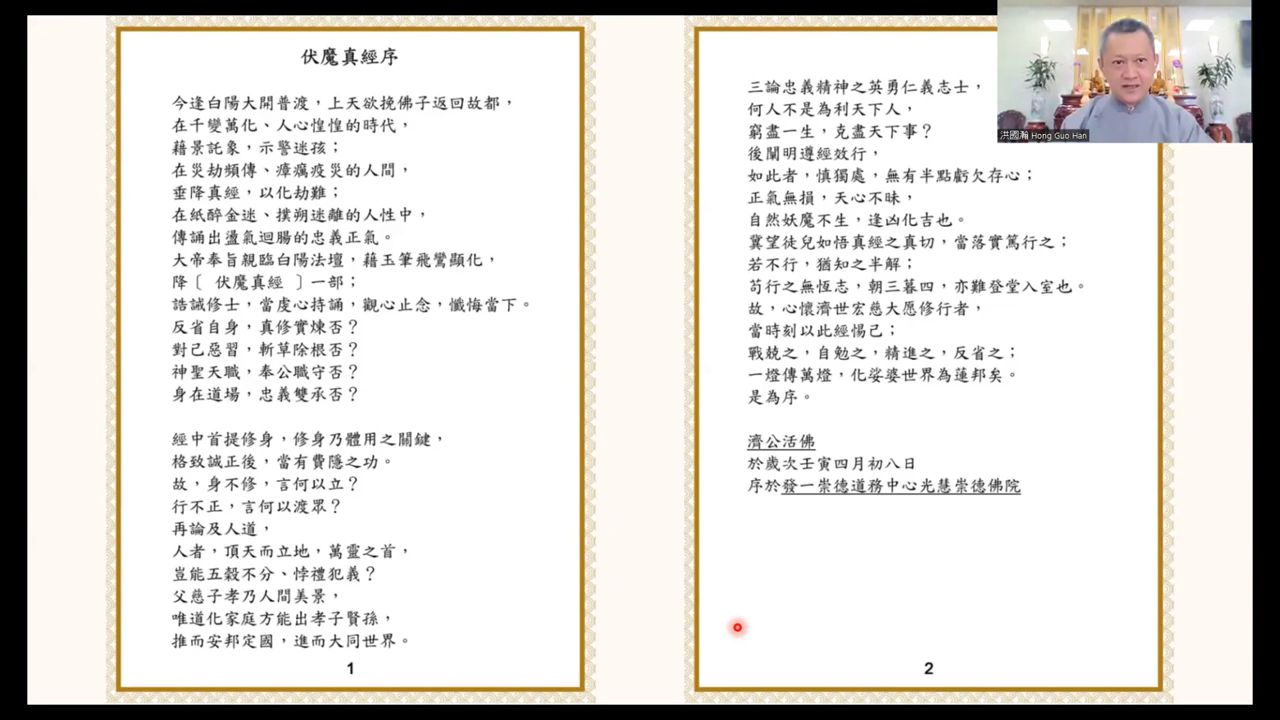 伏魔真經序
今逢白陽大開普渡，上天欲挽佛子返回故都，
在千變萬化、人心惶惶的時代，
藉景託象，示警迷孩；
在災劫頻傳、瘴癘疫災的人間，
垂降真經，以化劫難；
在紙醉金迷、撲朔迷離的人性中，
傳誦出盪氣迴腸的忠義正氣。
大帝奉旨親臨白陽法壇，藉玉筆飛鸞顯化，
降〔 伏魔真經 〕一部；
誥誡修士，當虔心持誦，觀心止念，懺悔當下。
反省自身，真修實煉否？
對己惡習，斬草除根否？
神聖天職，奉公職守否？
身在道場，忠義雙承否？
經中首提修身，修身乃體用之關鍵，
格致誠正後，當有費隱之功。
故，身不修，言何以立？
行不正，言何以渡眾？
再論及人道，
人者，頂天而立地，萬靈之首，
豈能五穀不分、悖禮犯義？
父慈子孝乃人間美景，
唯道化家庭方能出孝子賢孫，
推而安邦定國，進而大同世界。
1
三論忠義精神之英勇仁義志士，
何人不是為利天下人，
窮盡一生，克盡天下事？
後闡明遵經效行，
如此者，慎獨處，無有半點虧欠存心；
正氣無損，天心不昧，
自然妖魔不生，逢凶化吉也。
冀望徒兒如悟真經之真切，當落實篤行之；
若不行，猶知之半解；
苟行之無恆志，朝三暮四，亦難登堂入室也。
故，心懷濟世宏慈大愿修行者，
當時刻以此經惕己；
戰兢之，自勉之，精進之，反省之；
一燈傳萬燈，化娑婆世界為蓮邦矣。
是為序。
濟公活佛
於歲次壬寅四月初八日
序於發一崇德道務中心光慧崇德佛院
2
洪國瀚 Hong Guo Han